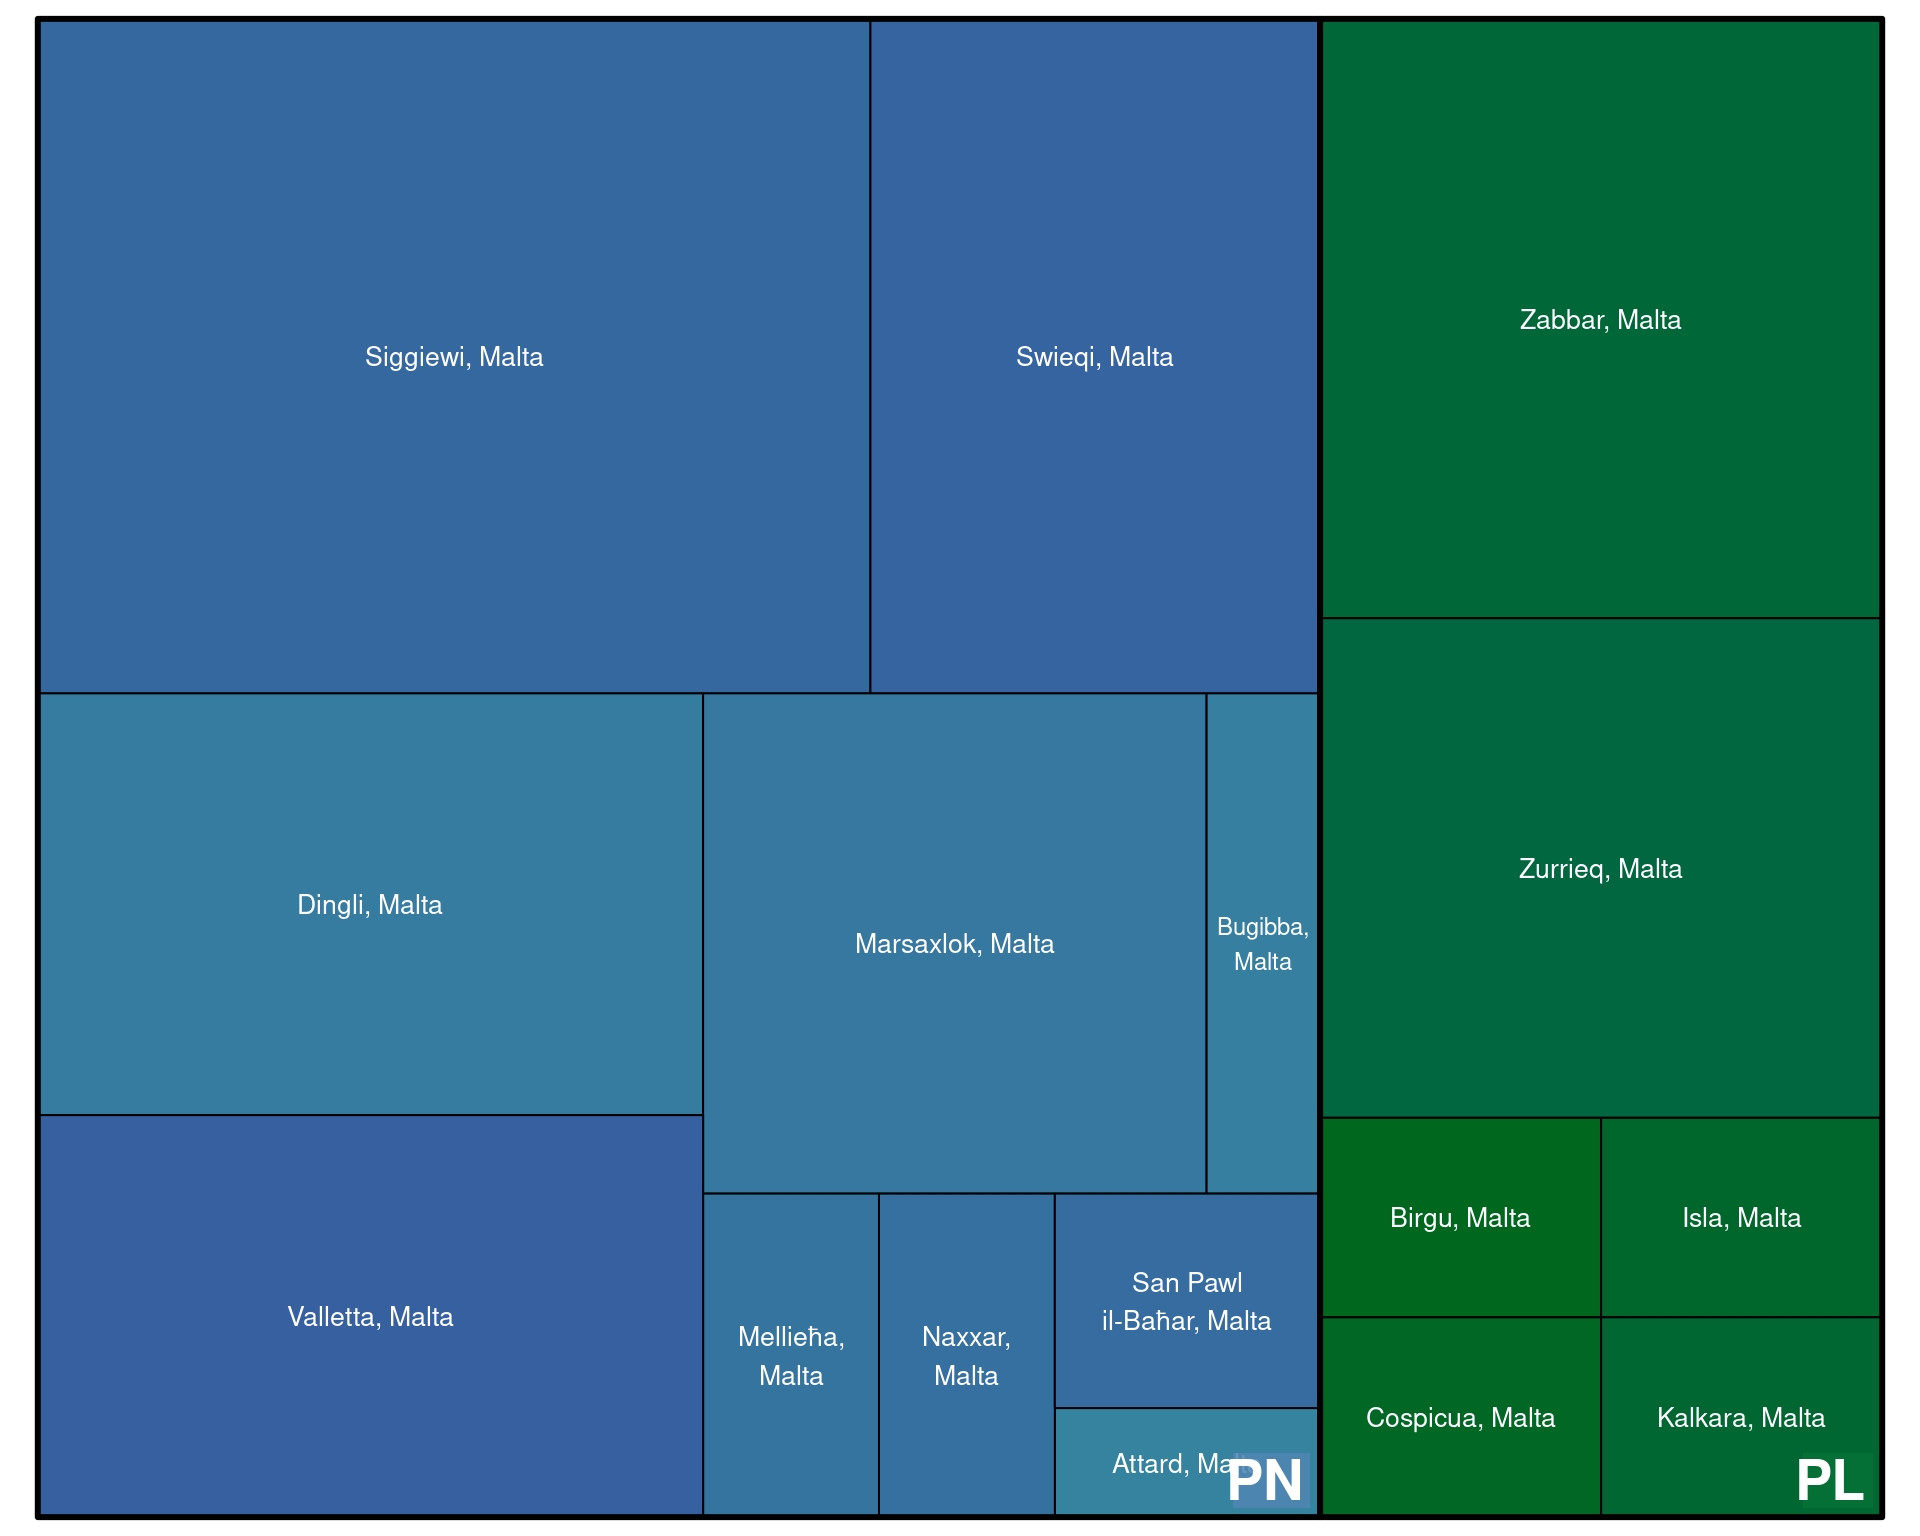 Siggiewi, Malta
Swieqi, Malta
Zabbar, Malta
Dingli, Malta
Marsaxlok, Malta
Bugibba,
Malta
Zurrieq, Malta
Valletta, Malta
Mellieħa,
Malta
Naxxar,
Malta
San Pawl
il-Baħar, Malta
Attard, Malta
PN
Birgu, Malta
Isla, Malta
Cospicua, Malta
Kalkara, Malta
PL